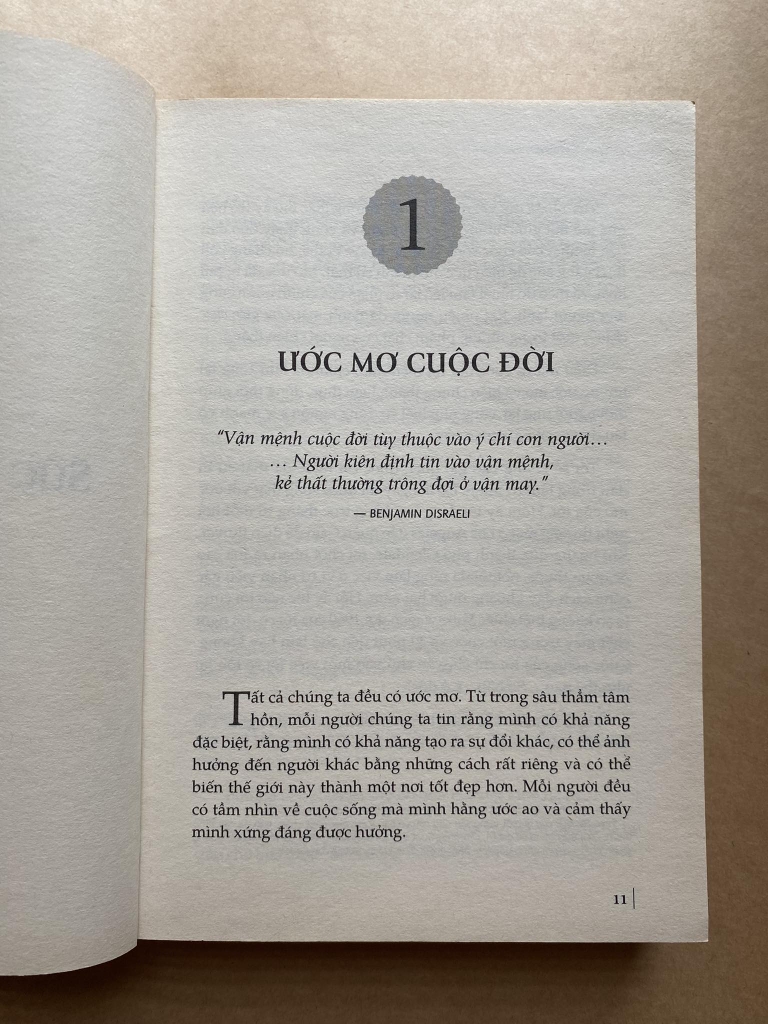 1
ƯỚC MƠ CUỘC ĐỜI
“Vận mệnh cuộc đời tùy thuộc vào ý chí con người…
… Người kiên định tin vào vận mệnh,
kẻ thất thường trông đợi ở vận may.”
— BENJAMIN DISRAELI
Tất cả chúng ta đều có ước mơ. Từ trong sâu thẳm tâm
hồn, mỗi người chúng ta tin rằng mình có khả năng
đặc biệt, rằng mình có khả năng tạo ra sự đổi khác, có thể ảnh
hưởng đến người khác bằng những cách rất riêng và có thể
biến thế giới này thành một nơi tốt đẹp hơn. Mỗi người đều
có tầm nhìn về cuộc sống mà mình hằng ước ao và cảm thấy
mình xứng đáng được hưởng.
11